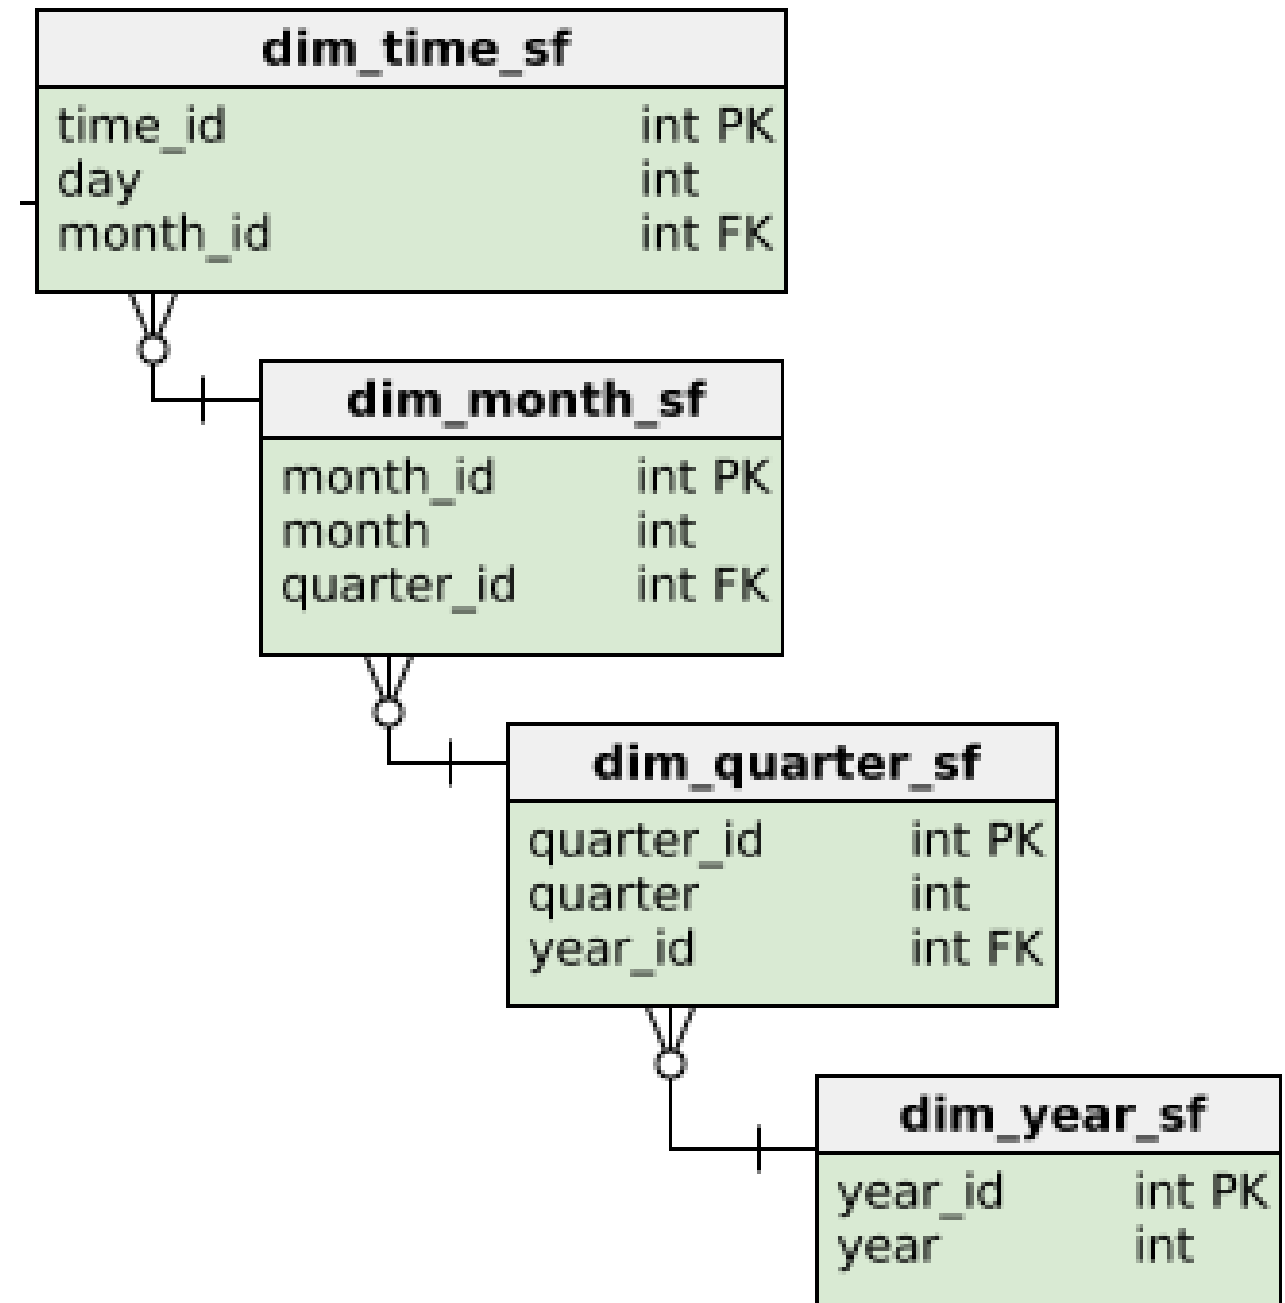 dim_time_sf
time_id int PK
day int
month_id int FK
dim_month_sf
month_id int PK
month int
quarter_id int FK
dim_quarter_sf
quarter_id int PK
quarter int
year_id int FK
dim_year_sf
year_id int PK
year int